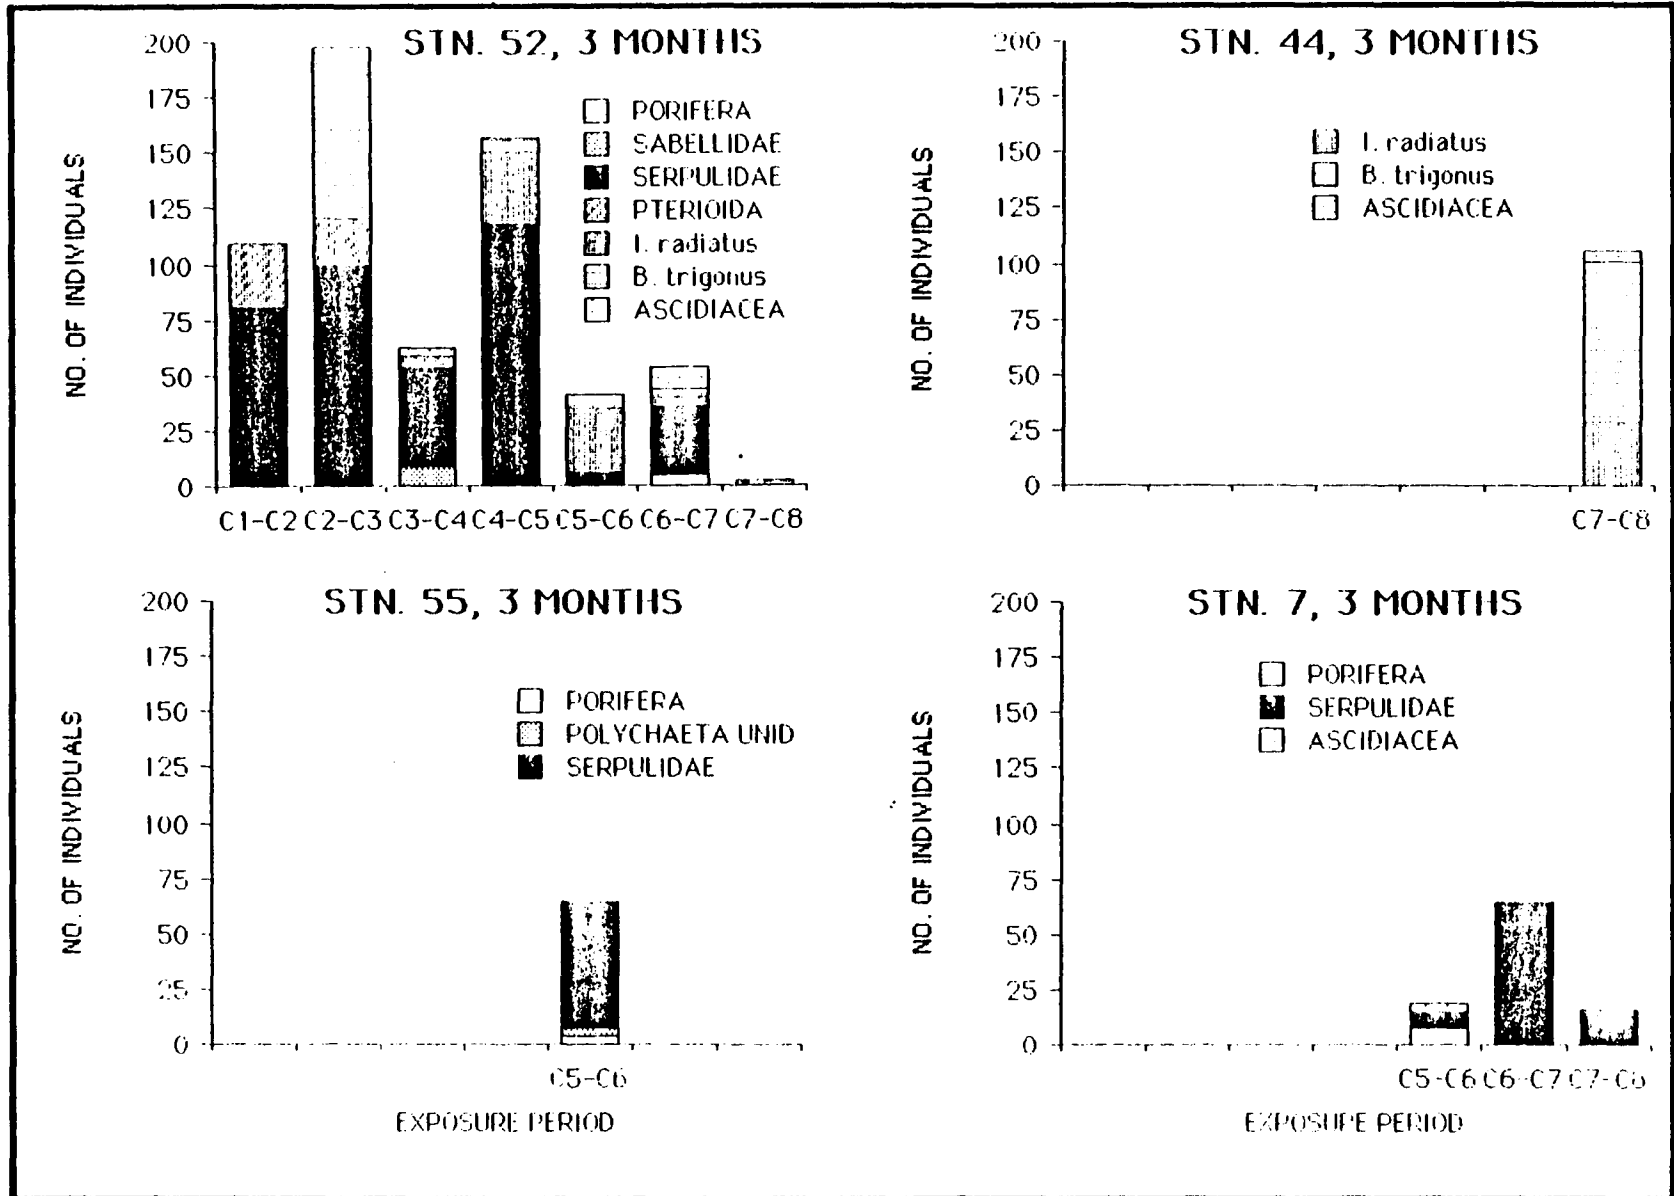 STN. 52, 3 MONTHS
NO. OF INDIVIDUALS
200
175
150
125
100
75
50
25
0
PORIFERA
SABELLIDAE
SERPULIDAE
PTERIOIDA
I. radiatus
B. trigonus
ASCIDIACEA
C1-C2 C2-C3 C3-C4 C4-C5 C5-C6 C6-C7 C7-C8
STN. 44, 3 MONTHS
NO. OF INDIVIDUALS
200
175
150
125
100
75
50
25
0
I. radiatus
B. trigonus
ASCIDIACEA
C7-C8
STN. 55, 3 MONTHS
NO. OF INDIVIDUALS
200
175
150
125
100
75
50
25
0
PORIFERA
POLYCHAETA UNID
SERPULIDAE
C5-C6
EXPOSURE PERIOD
STN. 7, 3 MONTHS
NO. OF INDIVIDUALS
200
175
150
125
100
75
50
25
0
PORIFERA
SERPULIDAE
ASCIDIACEA
C5-C6 C6-C7 C7-C8
EXPOSURE PERIOD